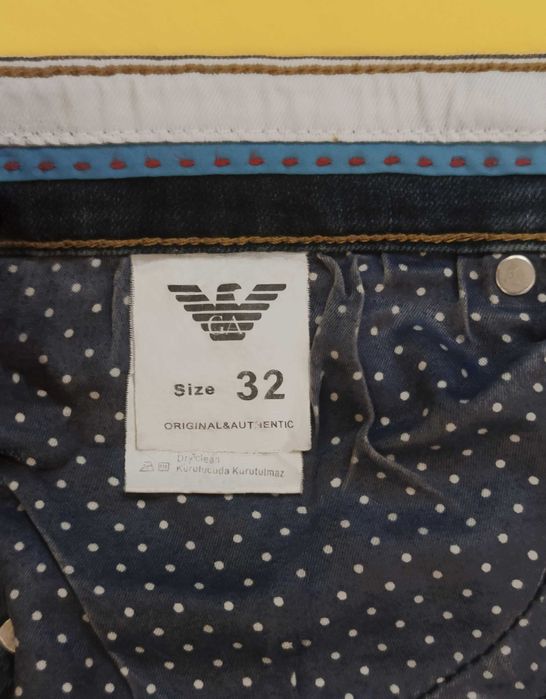 GA
Size 32
ORIGINAL&AUTHENTIC
Dry clean
Kurutucuda Kurutulmaz